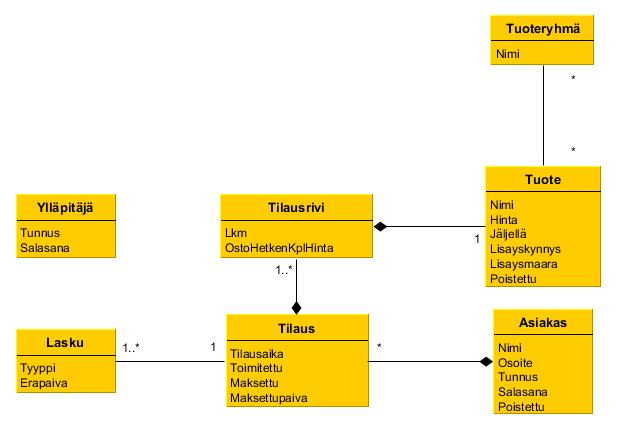 Tuoteryhmä
Nimi
*
*
Tuote
Nimi
Hinta
Jäljellä
Lisayskynnys
Lisaysmaara
Poistettu
Ylläpitäjä
Tunnus
Salasana
Tilausrivi
Lkm
OstoHetkenKplHinta
1
1..*
Tilaus
Tilausaika
Toimitettu
Maksettu
Maksettupaiva
Lasku
Tyyppi
Erapaiva
1..*
1
*
Asiakas
Nimi
Osoite
Tunnus
Salasana
Poistettu